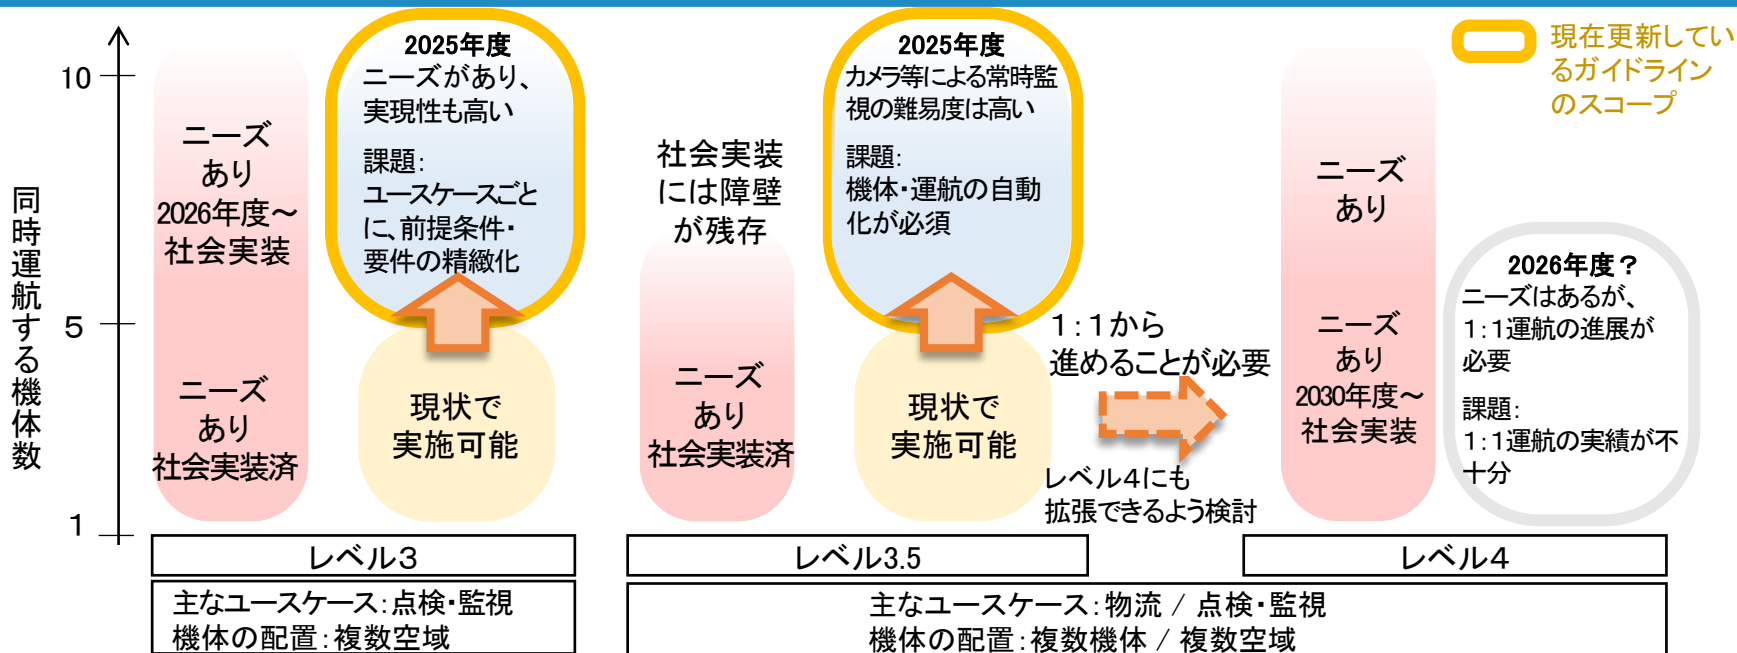 現在更新してい
るガイドライン
のスコープ
同時運航する機体数
10
5
1
ニーズ
あり
2026年度～
社会実装
ニーズ
あり
社会実装済
2025年度
ニーズがあり、
実現性も高い
課題：
ユースケースごと
に、前提条件・
要件の精緻化
現状で
実施可能
社会実装
には障壁
が残存
ニーズ
あり
社会実装済
2025年度
カメラ等による常時監
視の難易度は高い
課題：
機体・運航の自動
化が必須
現状で
実施可能
１：１から
進めることが必要
レベル４にも
拡張できるよう検討
ニーズ
あり
ニーズ
あり
2030年度～
社会実装
2026年度？
ニーズはあるが、
１：１運航の進展が
必要
課題：
１：１運航の実績が不
十分
レベル３
主なユースケース：点検・監視
機体の配置：複数空域
レベル3.5
レベル４
主なユースケース：物流 / 点検・監視
機体の配置：複数機体 / 複数空域